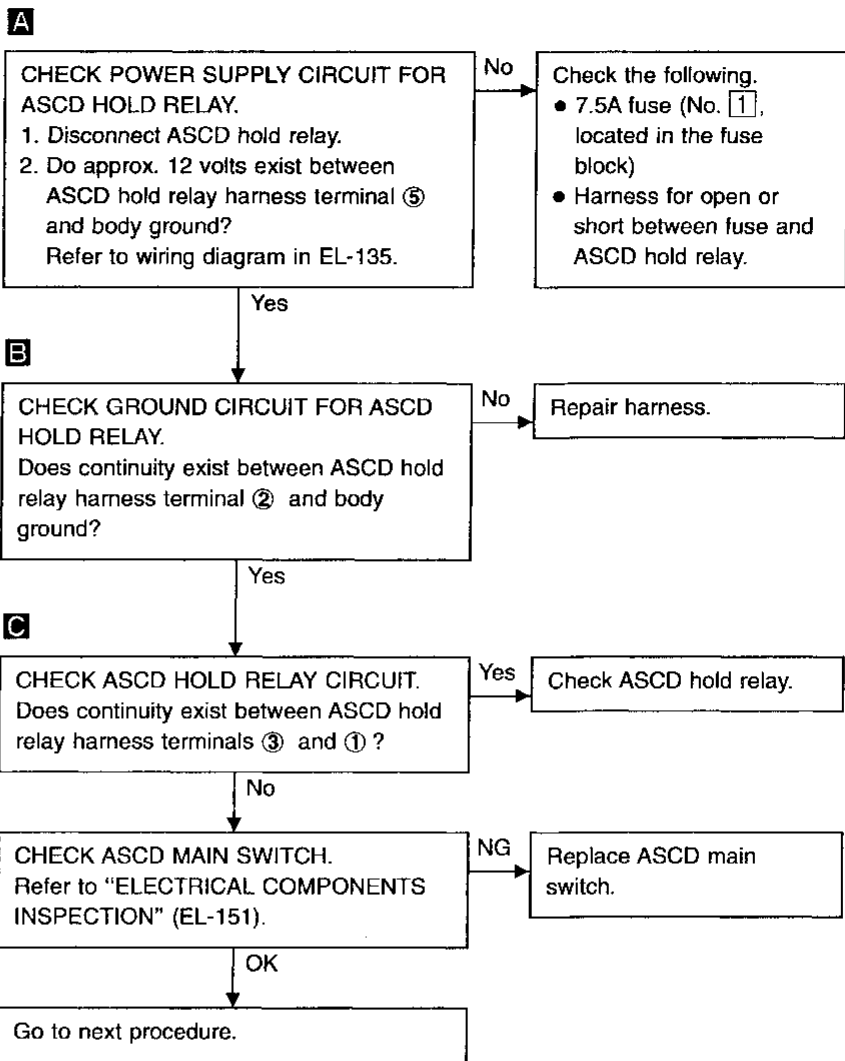 A
CHECK POWER SUPPLY CIRCUIT FOR
ASCD HOLD RELAY.
1. Disconnect ASCD hold relay.
2. Do approx. 12 volts exist between
ASCD hold relay harness terminal ⑤
and body ground?
Refer to wiring diagram in EL-135.
No
Check the following.
● 7.5A fuse (No. 1,
located in the fuse
block)
● Harness for open or
short between fuse and
ASCD hold relay.
Yes
B
CHECK GROUND CIRCUIT FOR ASCD
HOLD RELAY.
Does continuity exist between ASCD hold
relay harness terminal ② and body
ground?
No
Repair harness.
Yes
C
CHECK ASCD HOLD RELAY CIRCUIT.
Does continuity exist between ASCD hold
relay harness terminals ③ and ① ?
Yes
Check ASCD hold relay.
No
CHECK ASCD MAIN SWITCH.
Refer to “ELECTRICAL COMPONENTS
INSPECTION” (EL-151).
NG
Replace ASCD main
switch.
OK
Go to next procedure.